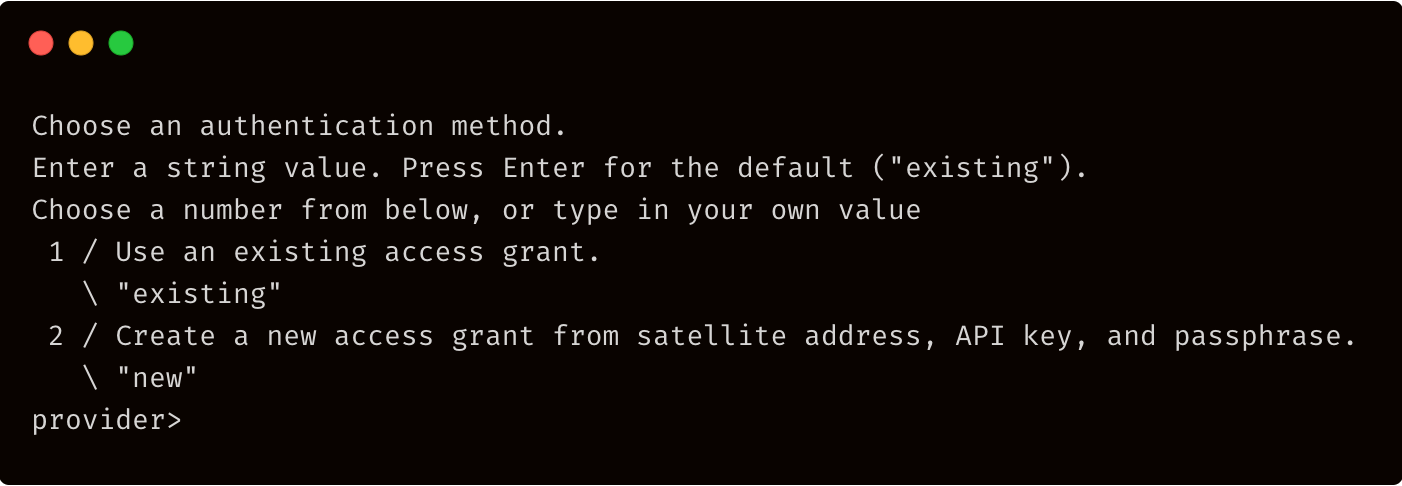 Choose an authentication method.
Enter a string value. Press Enter for the default ("existing").
Choose a number from below, or type in your own value
 1 / Use an existing access grant.
   \ "existing"
 2 / Create a new access grant from satellite address, API key, and passphrase.
   \ "new"
provider>